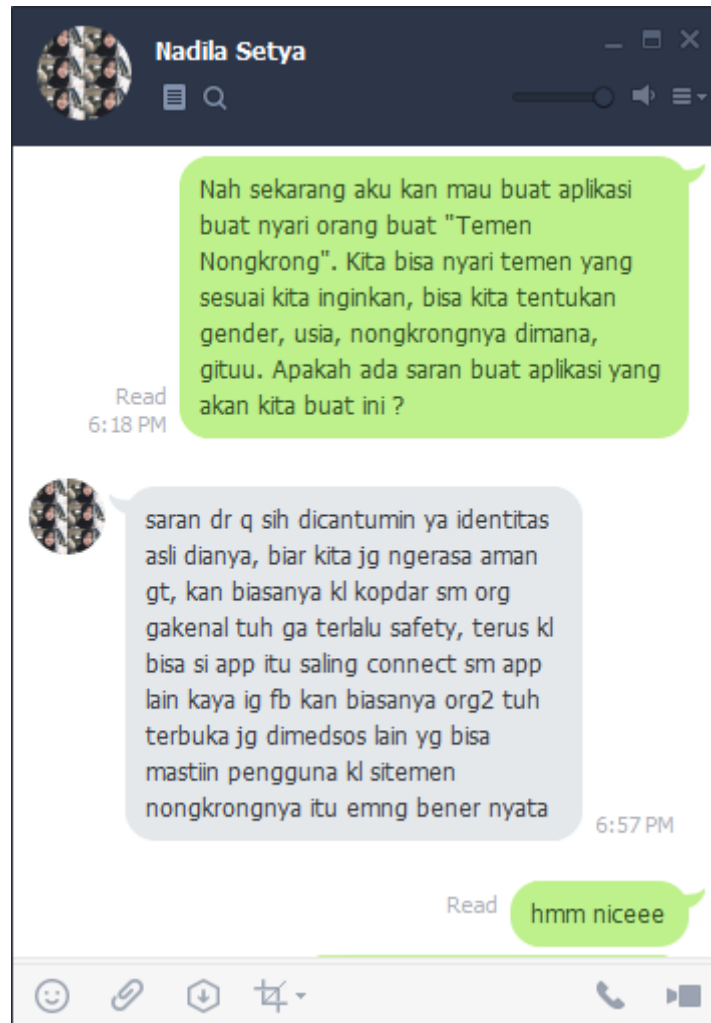 Nadila Setya
Nah sekarang aku kan mau buat aplikasi
buat nyari orang buat "Temen
Nongkrong". Kita bisa nyari temen yang
sesuai kita inginkan, bisa kita tentukan
gender, usia, nongkrongnya dimana,
gituu. Apakah ada saran buat aplikasi yang
akan kita buat ini ?
Read
6:18 PM
saran dr q sih dicantumin ya identitas
asli dianya, biar kita jg ngerasa aman
gt, kan biasanya kl kopdar sm org
gakenal tuh ga terlalu safety, terus kl
bisa si app itu saling connect sm app
lain kaya ig fb kan biasanya org2 tuh
terbuka jg dimedsos lain yg bisa
mastiin pengguna kl sitemen
nongkrongnya itu emng bener nyata
6:57 PM
Read
hmm niceee